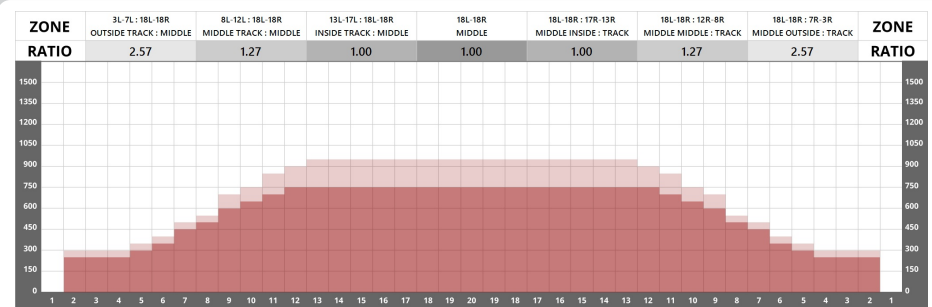 ZONE 3L-7L : 18L-18R 8L-12L : 18L-18R 13L-17L : 18L-18R 18L-18R 18L-18R : 17R-13R 18L-18R : 12R-8R 18L-18R : 7R-3R ZONE
OUTSIDE TRACK : MIDDLE MIDDLE TRACK : MIDDLE INSIDE TRACK : MIDDLE MIDDLE MIDDLE INSIDE : TRACK MIDDLE MIDDLE : TRACK MIDDLE OUTSIDE : TRACK
RATIO 2.57 1.27 1.00 1.00 1.00 1.27 2.57 RATIO
1500 1500
1350 1350
1200 1200
1050 1050
900 900
750 750
600 600
450 450
300 300
150 150
0 0
1 2 3 4 5 6 7 8 9 10 11 12 13 14 15 16 17 18 19 20 19 18 17 16 15 14 13 12 11 10 9 8 7 6 5 4 3 2 1